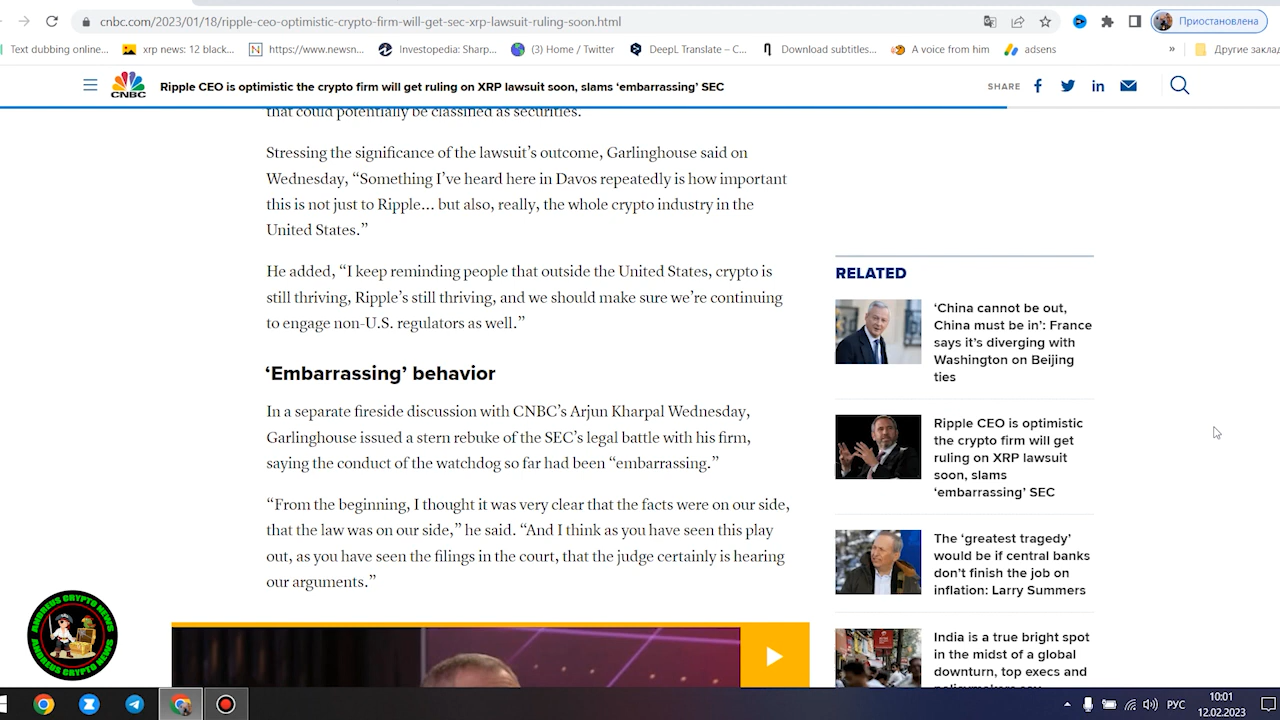 cnbc.com/2023/01/18/ripple-ceo-optimistic-crypto-firm-will-get-sec-xrp-lawsuit-ruling-soon.html
Приостановлена
Text dubbing online...
xrp news: 12 black...
https://www.newsn...
Investopedia: Sharp...
(3) Home / Twitter
DeepL Translate – C...
Download subtitles...
A voice from him
adsens
»
Другие закла
CNBC
Ripple CEO is optimistic the crypto firm will get ruling on XRP lawsuit soon, slams ‘embarrassing’ SEC
SHARE
that could potentially be classified as securities.
Stressing the significance of the lawsuit’s outcome, Garlinghouse said on
Wednesday, “Something I’ve heard here in Davos repeatedly is how important
this is not just to Ripple… but also, really, the whole crypto industry in the
United States.”
He added, “I keep reminding people that outside the United States, crypto is
still thriving, Ripple’s still thriving, and we should make sure we’re continuing
to engage non-U.S. regulators as well.”
‘Embarrassing’ behavior
In a separate fireside discussion with CNBC’s Arjun Kharpal Wednesday,
Garlinghouse issued a stern rebuke of the SEC’s legal battle with his firm,
saying the conduct of the watchdog so far had been “embarrassing.”
“From the beginning, I thought it was very clear that the facts were on our side,
that the law was on our side,” he said. “And I think as you have seen this play
out, as you have seen the filings in the court, that the judge certainly is hearing
our arguments.”
RELATED
‘China cannot be out,
China must be in’: France
says it’s diverging with
Washington on Beijing
ties
Ripple CEO is optimistic
the crypto firm will get
ruling on XRP lawsuit
soon, slams
‘embarrassing’ SEC
The ‘greatest tragedy’
would be if central banks
don’t finish the job on
inflation: Larry Summers
India is a true bright spot
in the midst of a global
downturn, top execs and
ANDREUS CRYPTO NEWS
ANDREUS CRYPTO NEWS
РУС
10:01
12.02.2023